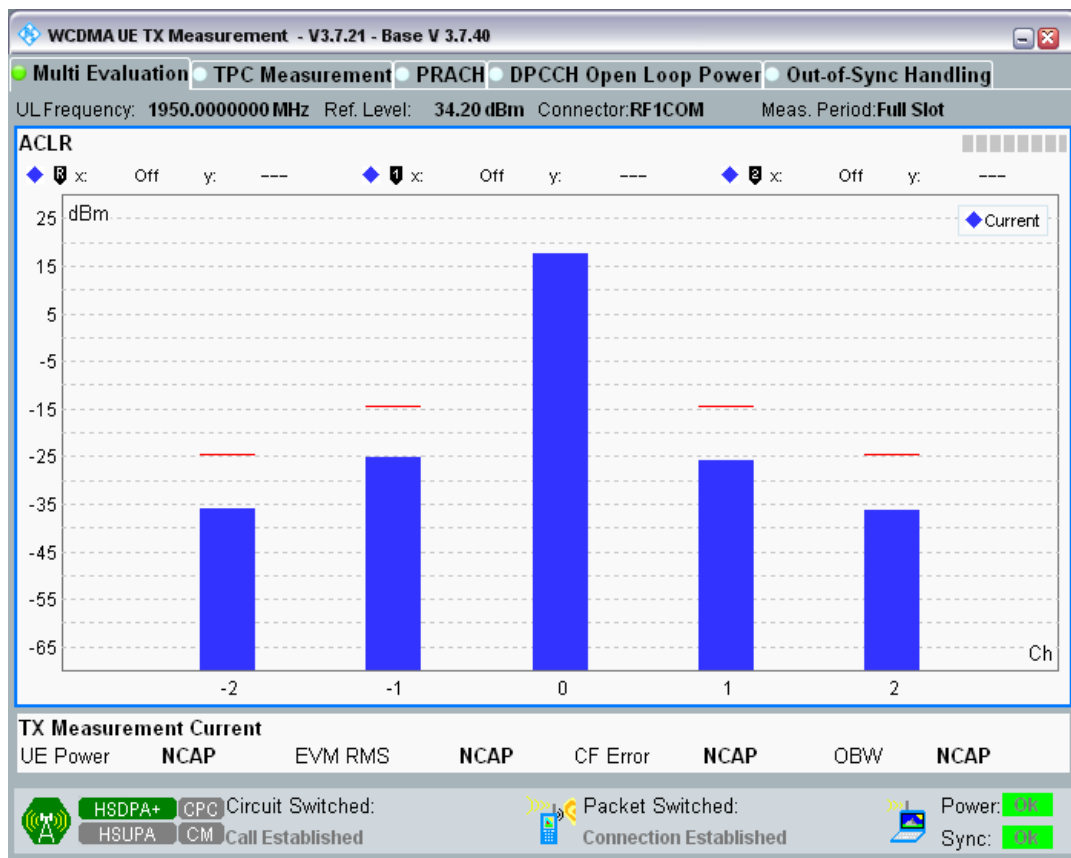 WCDMA UE TX Measurement - V3.7.21 - Base V 3.7.40
Multi Evaluation TPC Measurement PRACH DPCCH Open Loop Power Out-of-Sync Handling
UL Frequency: 1950.0000000 MHz Ref. Level: 34.20 dBm Connector:RF1COM Meas. Period:Full Slot
ACLR
R x: Off y: --- 1 x: Off y: --- 2 x: Off y: ---
dBm
Current
25
15
5
-5
-15
-25
-35
-45
-55
-65
Ch
-2 -1 0 1 2
TX Measurement Current
UE Power NCAP EVM RMS NCAP CF Error NCAP OBW NCAP
HSDPA+ CPC Circuit Switched: Packet Switched: Power: Ok
HSUPA CM Call Established Connection Established Sync: Ok